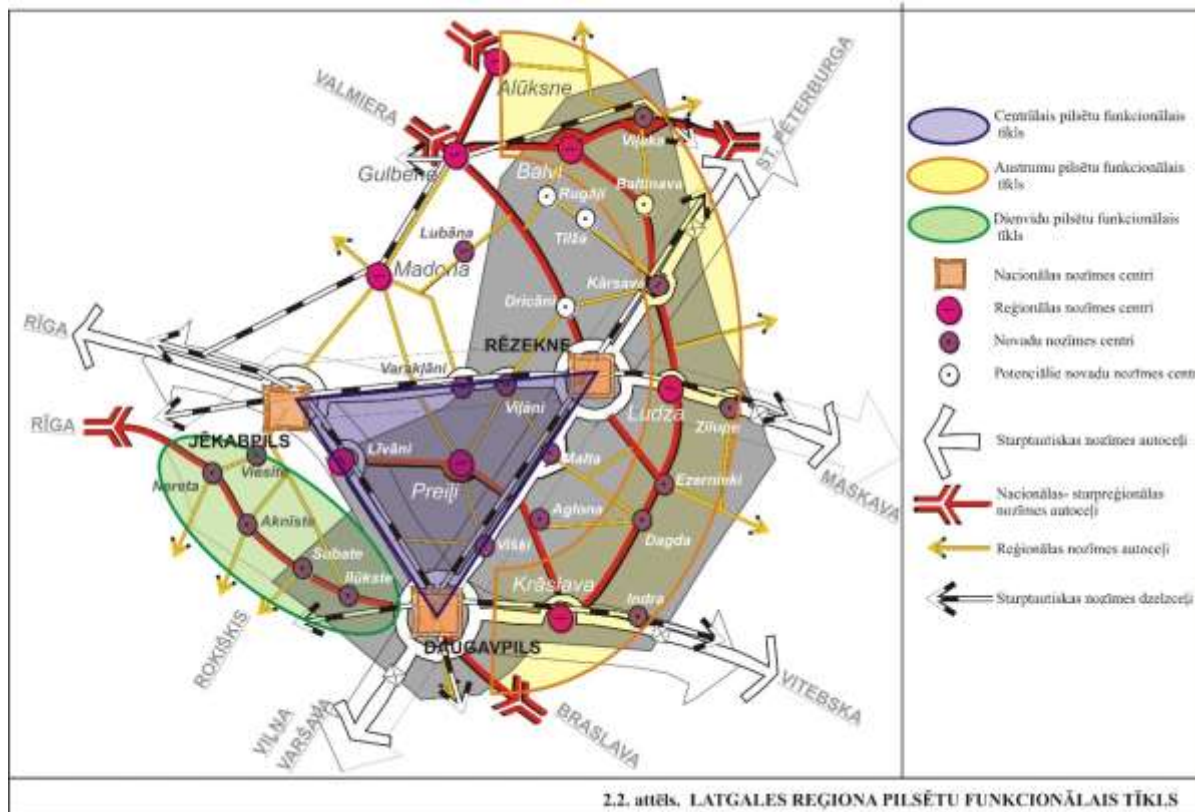 Alūksne
VALMIERA
ST. PĒTERBURGA
Viļaka
Balvi
Gulbene
Rugāji
Baltinava
Tilža
Lubāna
Madona
Kārsava
Dricāni
RĪGA
RĒZEKNE
Varakļāni
Viļāni
Ludza
Zilupe
RĪGA
JĒKABPILS
Līvāni
Viesīte
Malta
MASKAVA
Nereta
Preiļi
Ezernieki
Aknīste
Aglona
Dagda
Višķi
Subate
Ilūkste
Krāslava
Indra
ROKIŠĶIS
DAUGAVPILS
VITEBSKA
VIĻŅA
VARŠAVA
BRASLAVA
Centrālais pilsētu funkcionālais
tīkls
Austrumu pilsētu funkcionālais
tīkls
Dienvidu pilsētu funkcionālais
tīkls
Nacionālas nozīmes centri
Reģionālas nozīmes centri
Novadu nozīmes centri
Potenciālie novadu nozīmes centri
Starptautiskas nozīmes autoceļi
Nacionālas- starpreģionālas
nozīmes autoceļi
Reģionālas nozīmes autoceļi
Starptautiskas nozīmes dzelzceļi
2.2. attēls. LATGALES REĢIONA PILSĒTU FUNKCIONĀLAIS TĪKLS